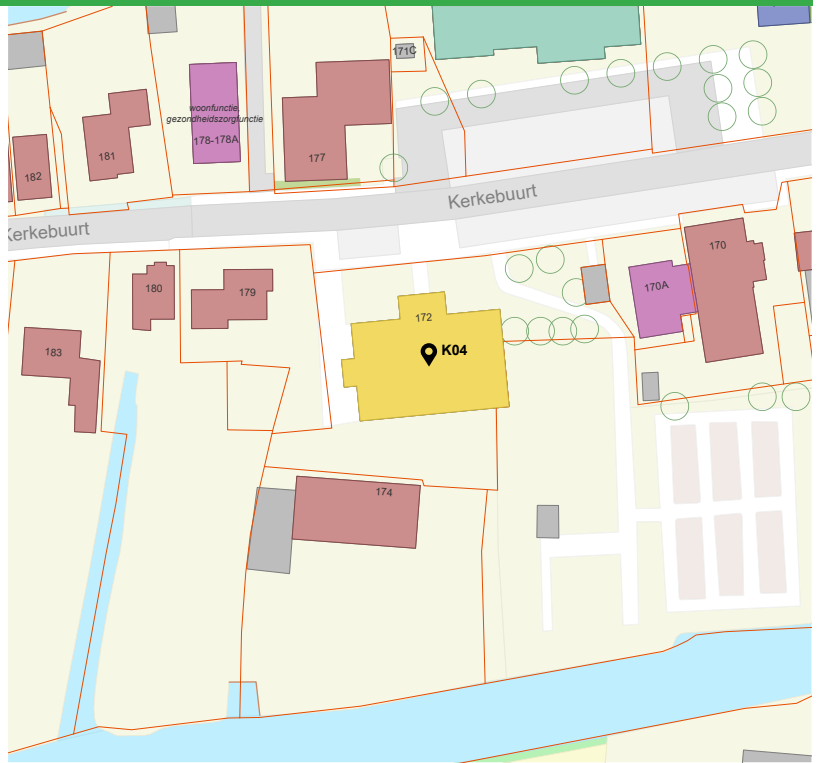 171C
woonfunctie,
gezondheidszorgfunctie
178-178A
181
177
182
Kerkebuurt
Kerkebuurt
170
180
179
170A
172
183
K04
174